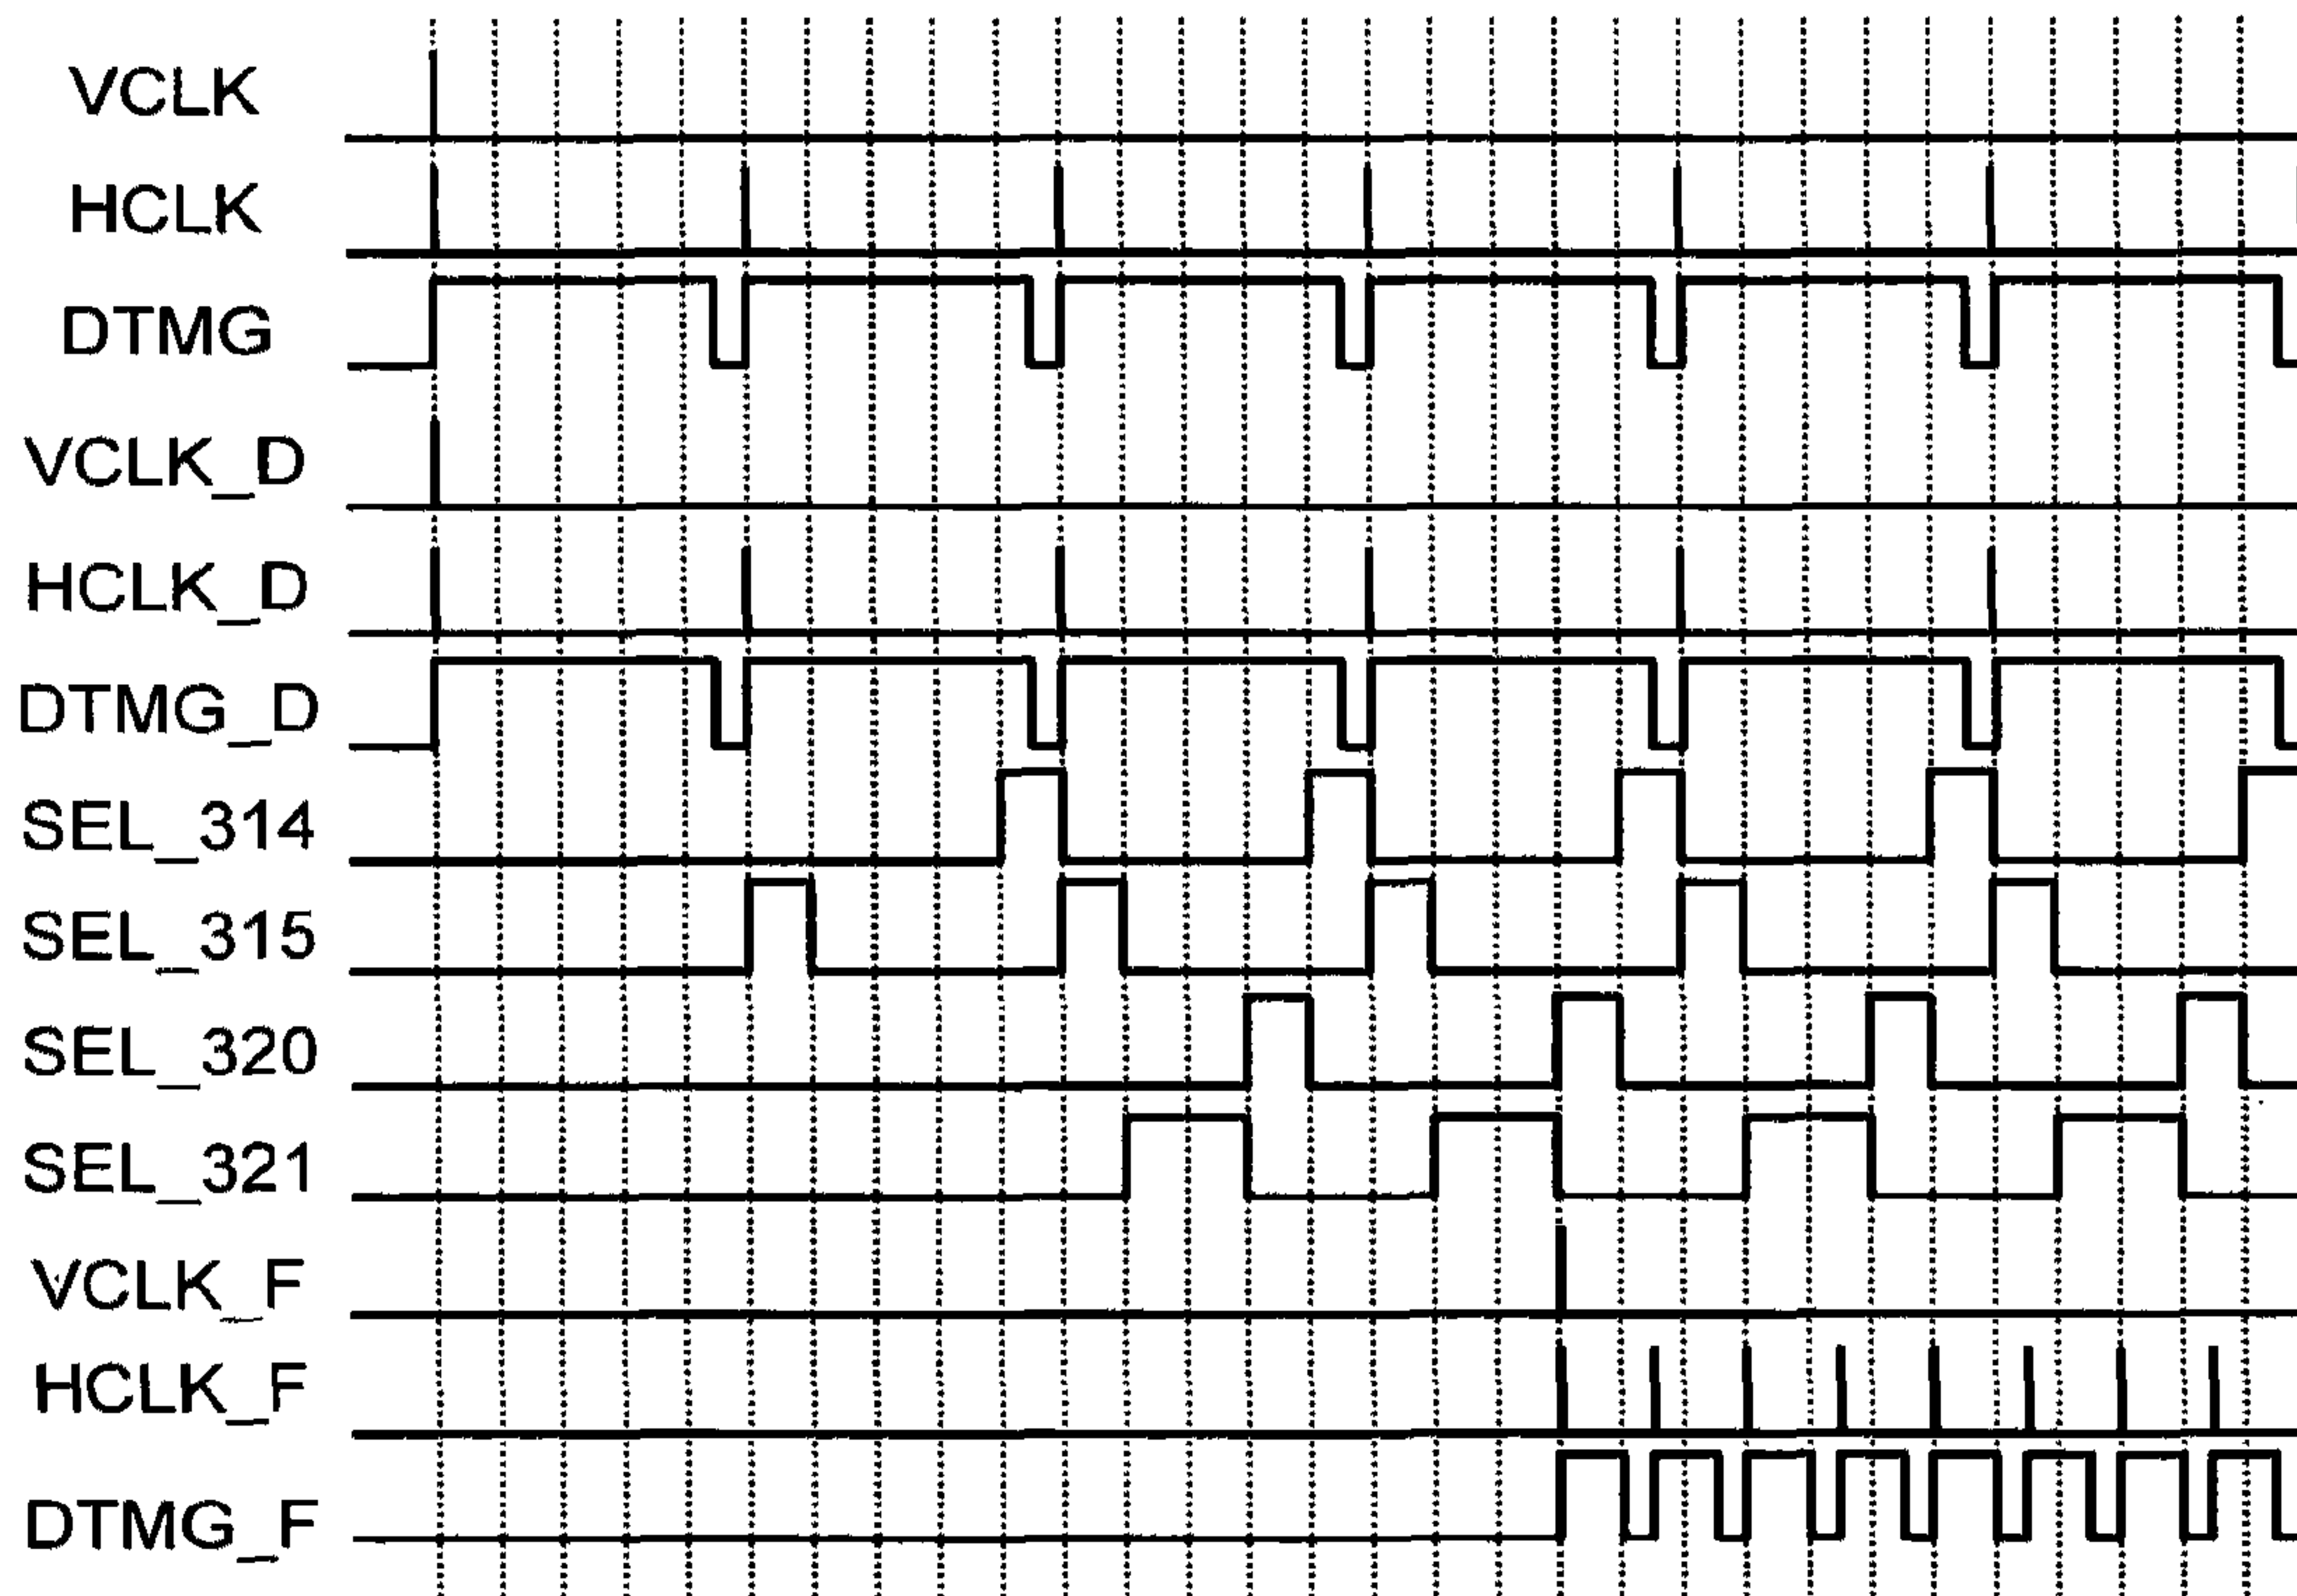 VCLK
HCLK
DTMG
VCLK_D
HCLK_D
DTMG_D
SEL_314
SEL_315
SEL_320
SEL_321
VCLK_F
HCLK_F
DTMG_F